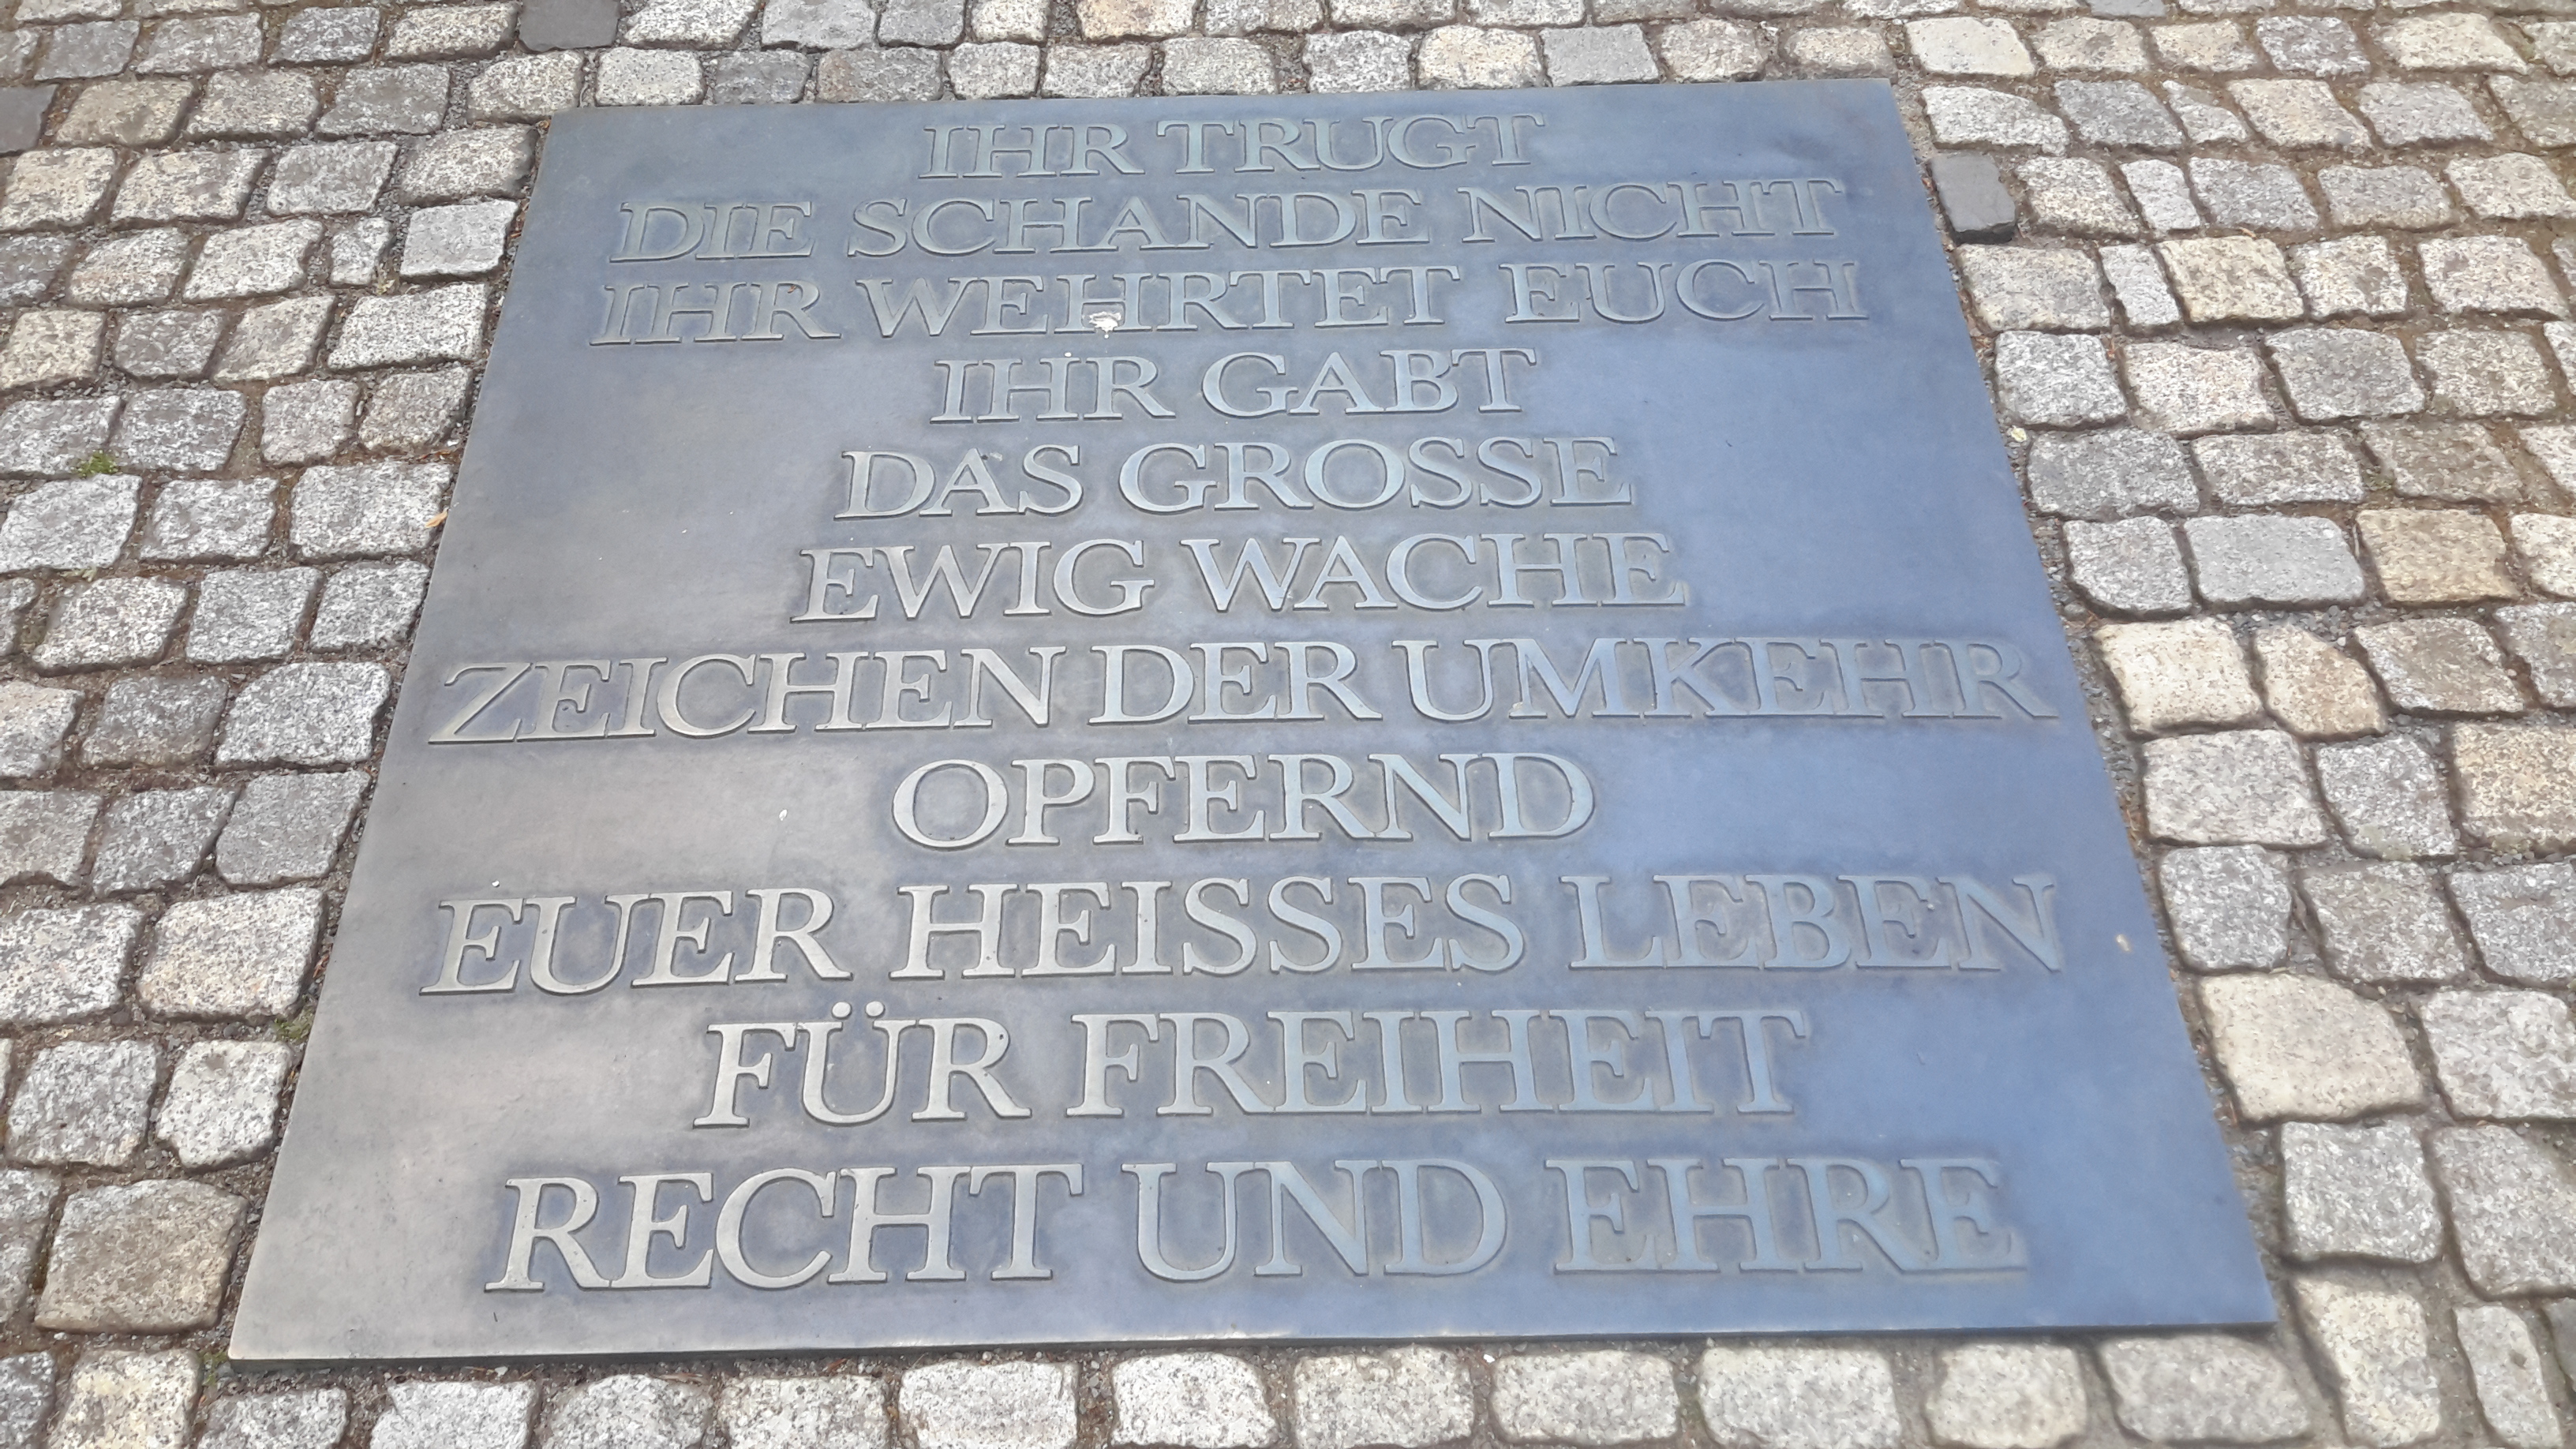 IHR TRUGT
DIE SCHANDE NICHT
IHR WEHRTET EUCH
IHR GABT
DAS GROSSE
EWIG WACHE
ZEICHEN DER UMKEHR
OPFERND
EUER HEISSES LEBEN
FÜR FREIHEIT
RECHT UND EHRE